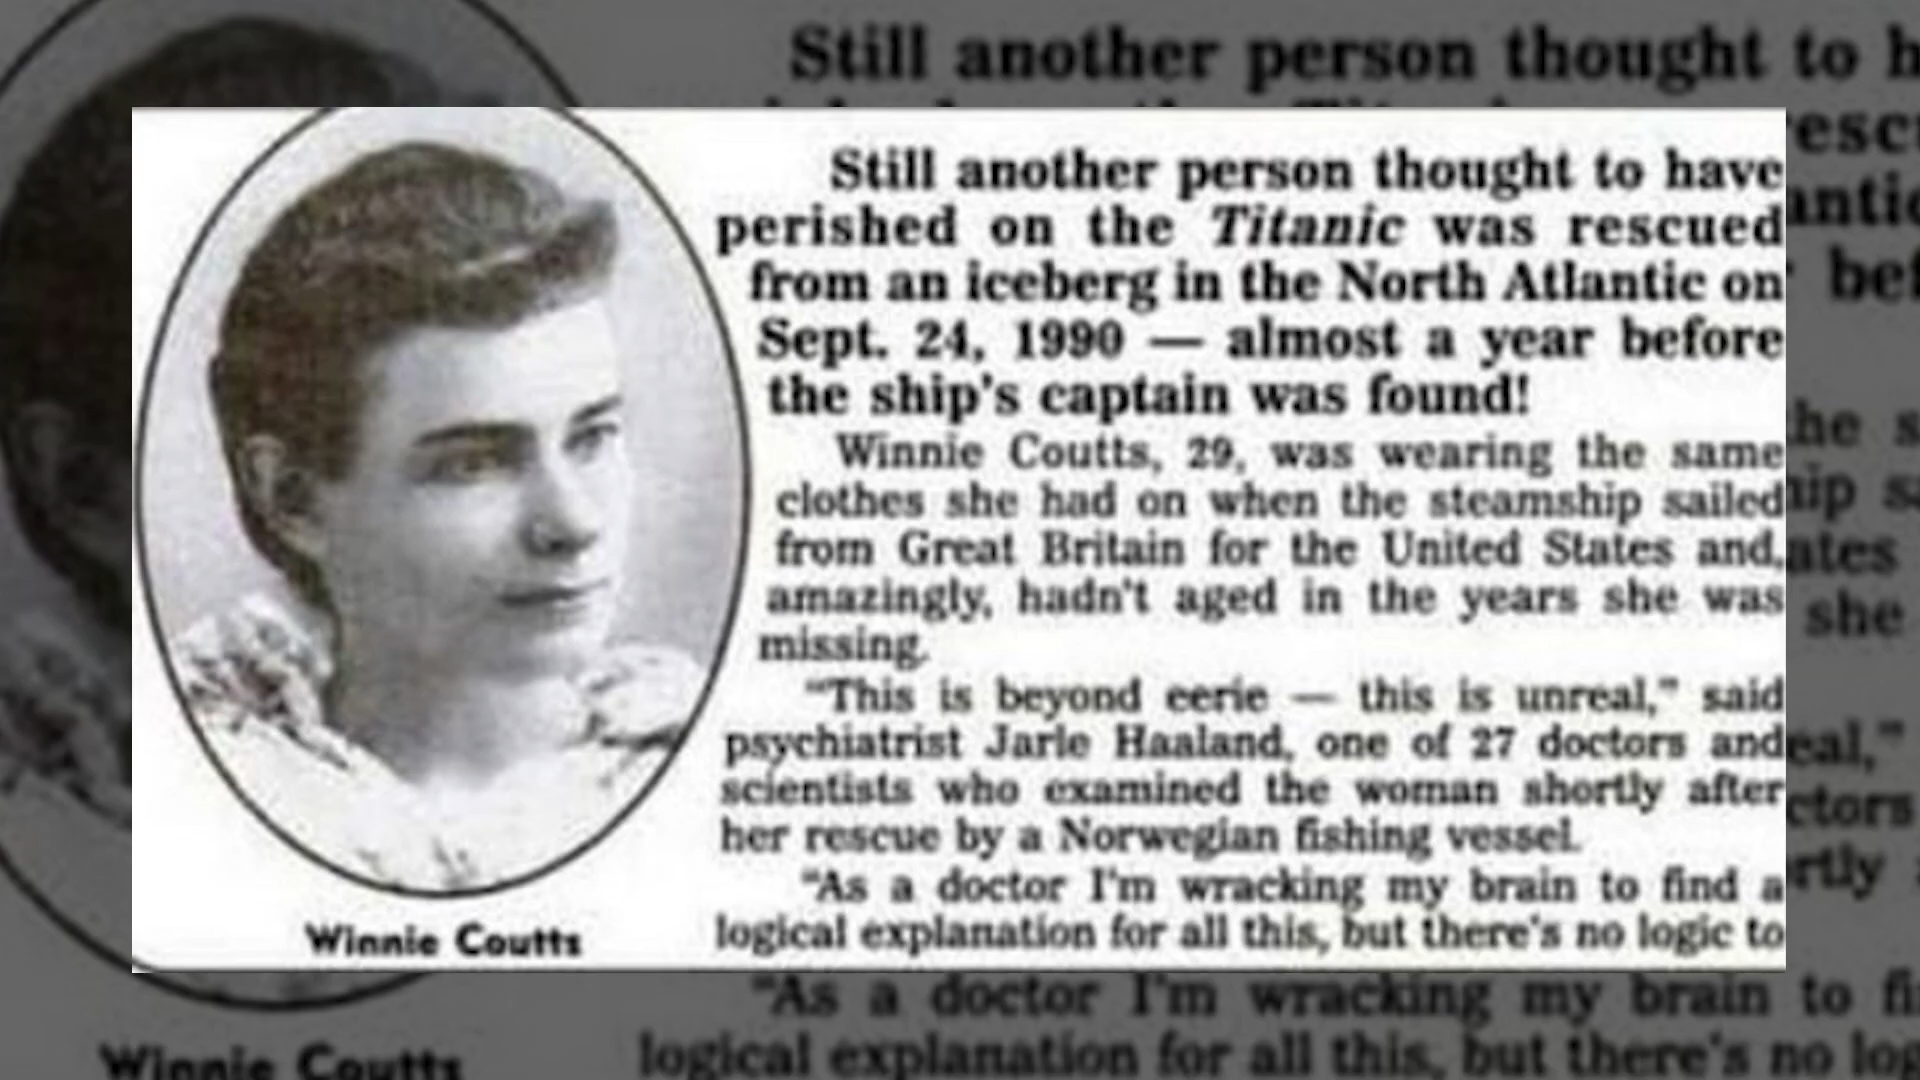 Still another person thought to have
perished on the Titanic was rescued
from an iceberg in the North Atlantic on
Sept. 24, 1990 — almost a year before
the ship's captain was found!
Winnie Coutts, 29, was wearing the same
clothes she had on when the steamship sailed
from Great Britain for the United States and,
amazingly, hadn't aged in the years she was
missing.
"This is beyond eerie — this is unreal," said
psychiatrist Jarle Haaland, one of 27 doctors and
scientists who examined the woman shortly after
her rescue by a Norwegian fishing vessel.
"As a doctor I'm wracking my brain to find a
logical explanation for all this, but there's no logic to
Winnie Coutts